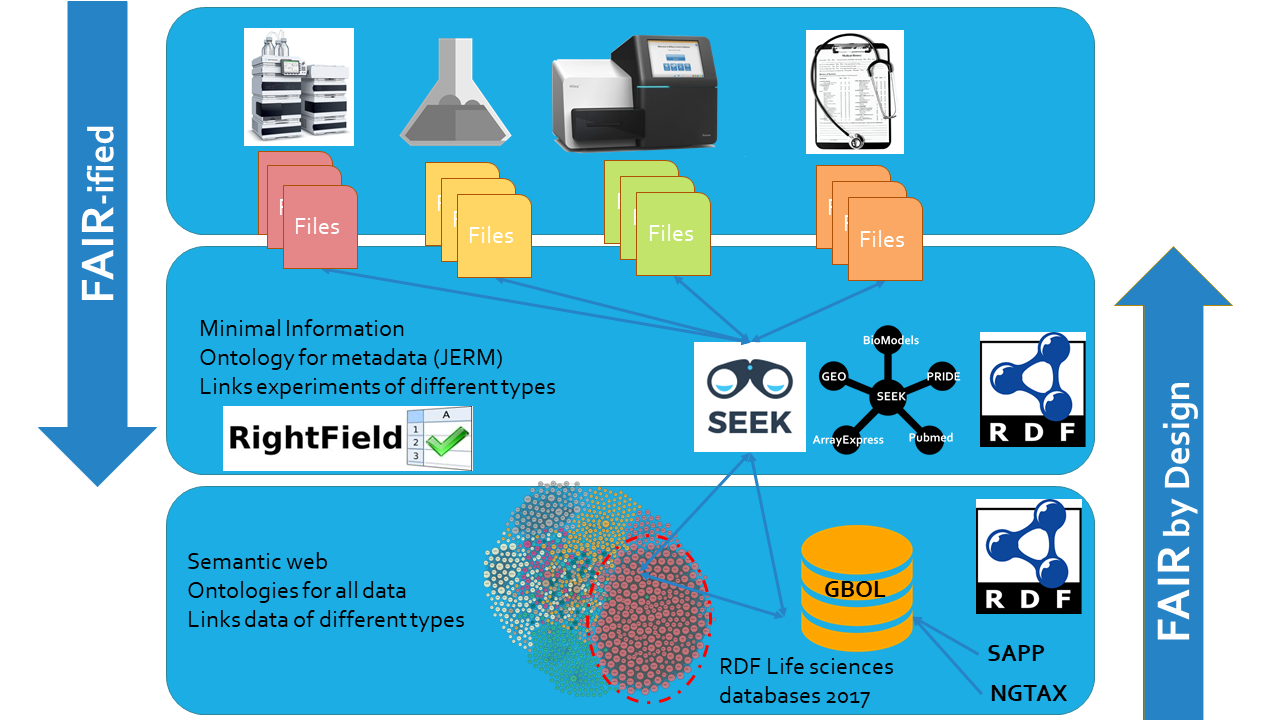 FAIR-ified
Medical History
Files
Files
Files
Files
Minimal Information
Ontology for metadata (JERM)
Links experiments of different types
RightField
A
1
2
3
SEEK
BioModels
GEO
PRIDE
SEEK
ArrayExpress
Pubmed
R D F
FAIR by Design
Semantic web
Ontologies for all data
Links data of different types
RDF Life sciences
databases 2017
GBOL
R D F
SAPP
NGTAX